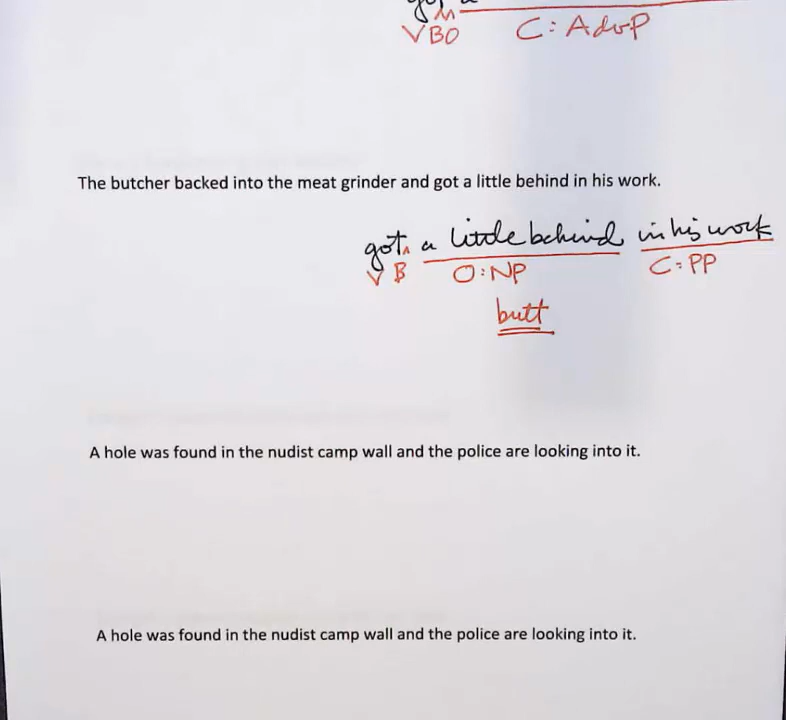 VBO C: AdvP
The butcher backed into the meat grinder and got a little behind in his work.
got a little behind in his work
VB O:NP C:PP
butt
A hole was found in the nudist camp wall and the police are looking into it.
A hole was found in the nudist camp wall and the police are looking into it.